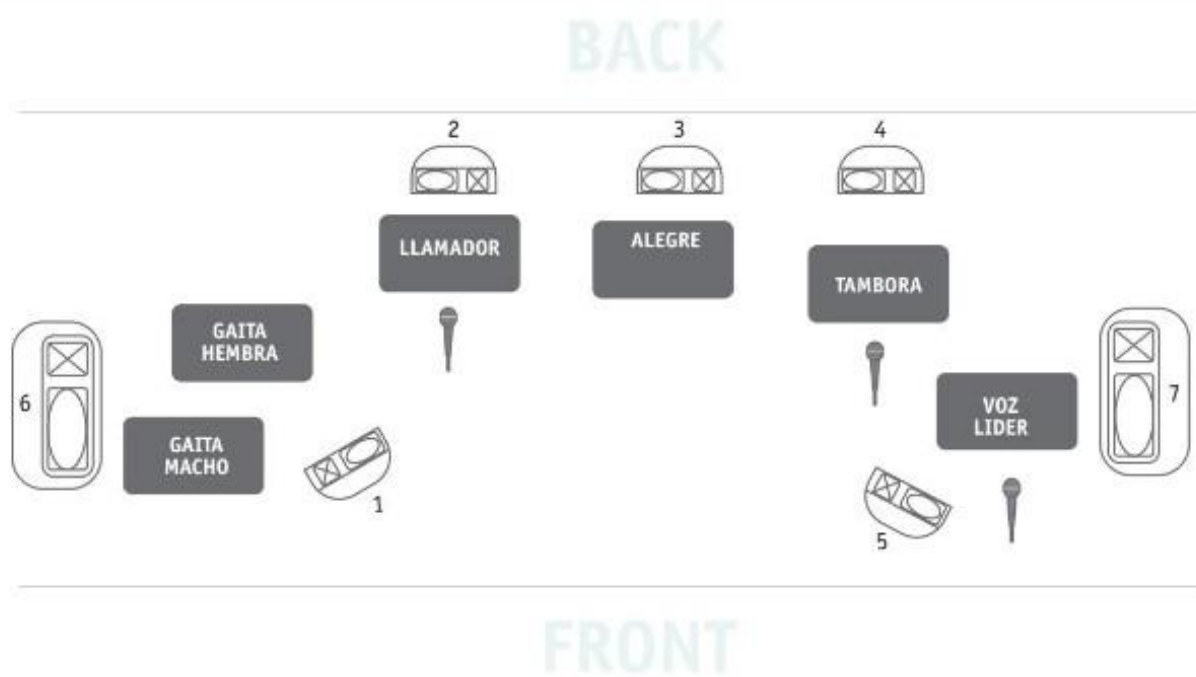 BACK
2
3
4
LLAMADOR
ALEGRE
TAMBORA
GAITA
HEMBRA
6
7
VOZ
LIDER
GAITA
MACHO
1
5
FRONT